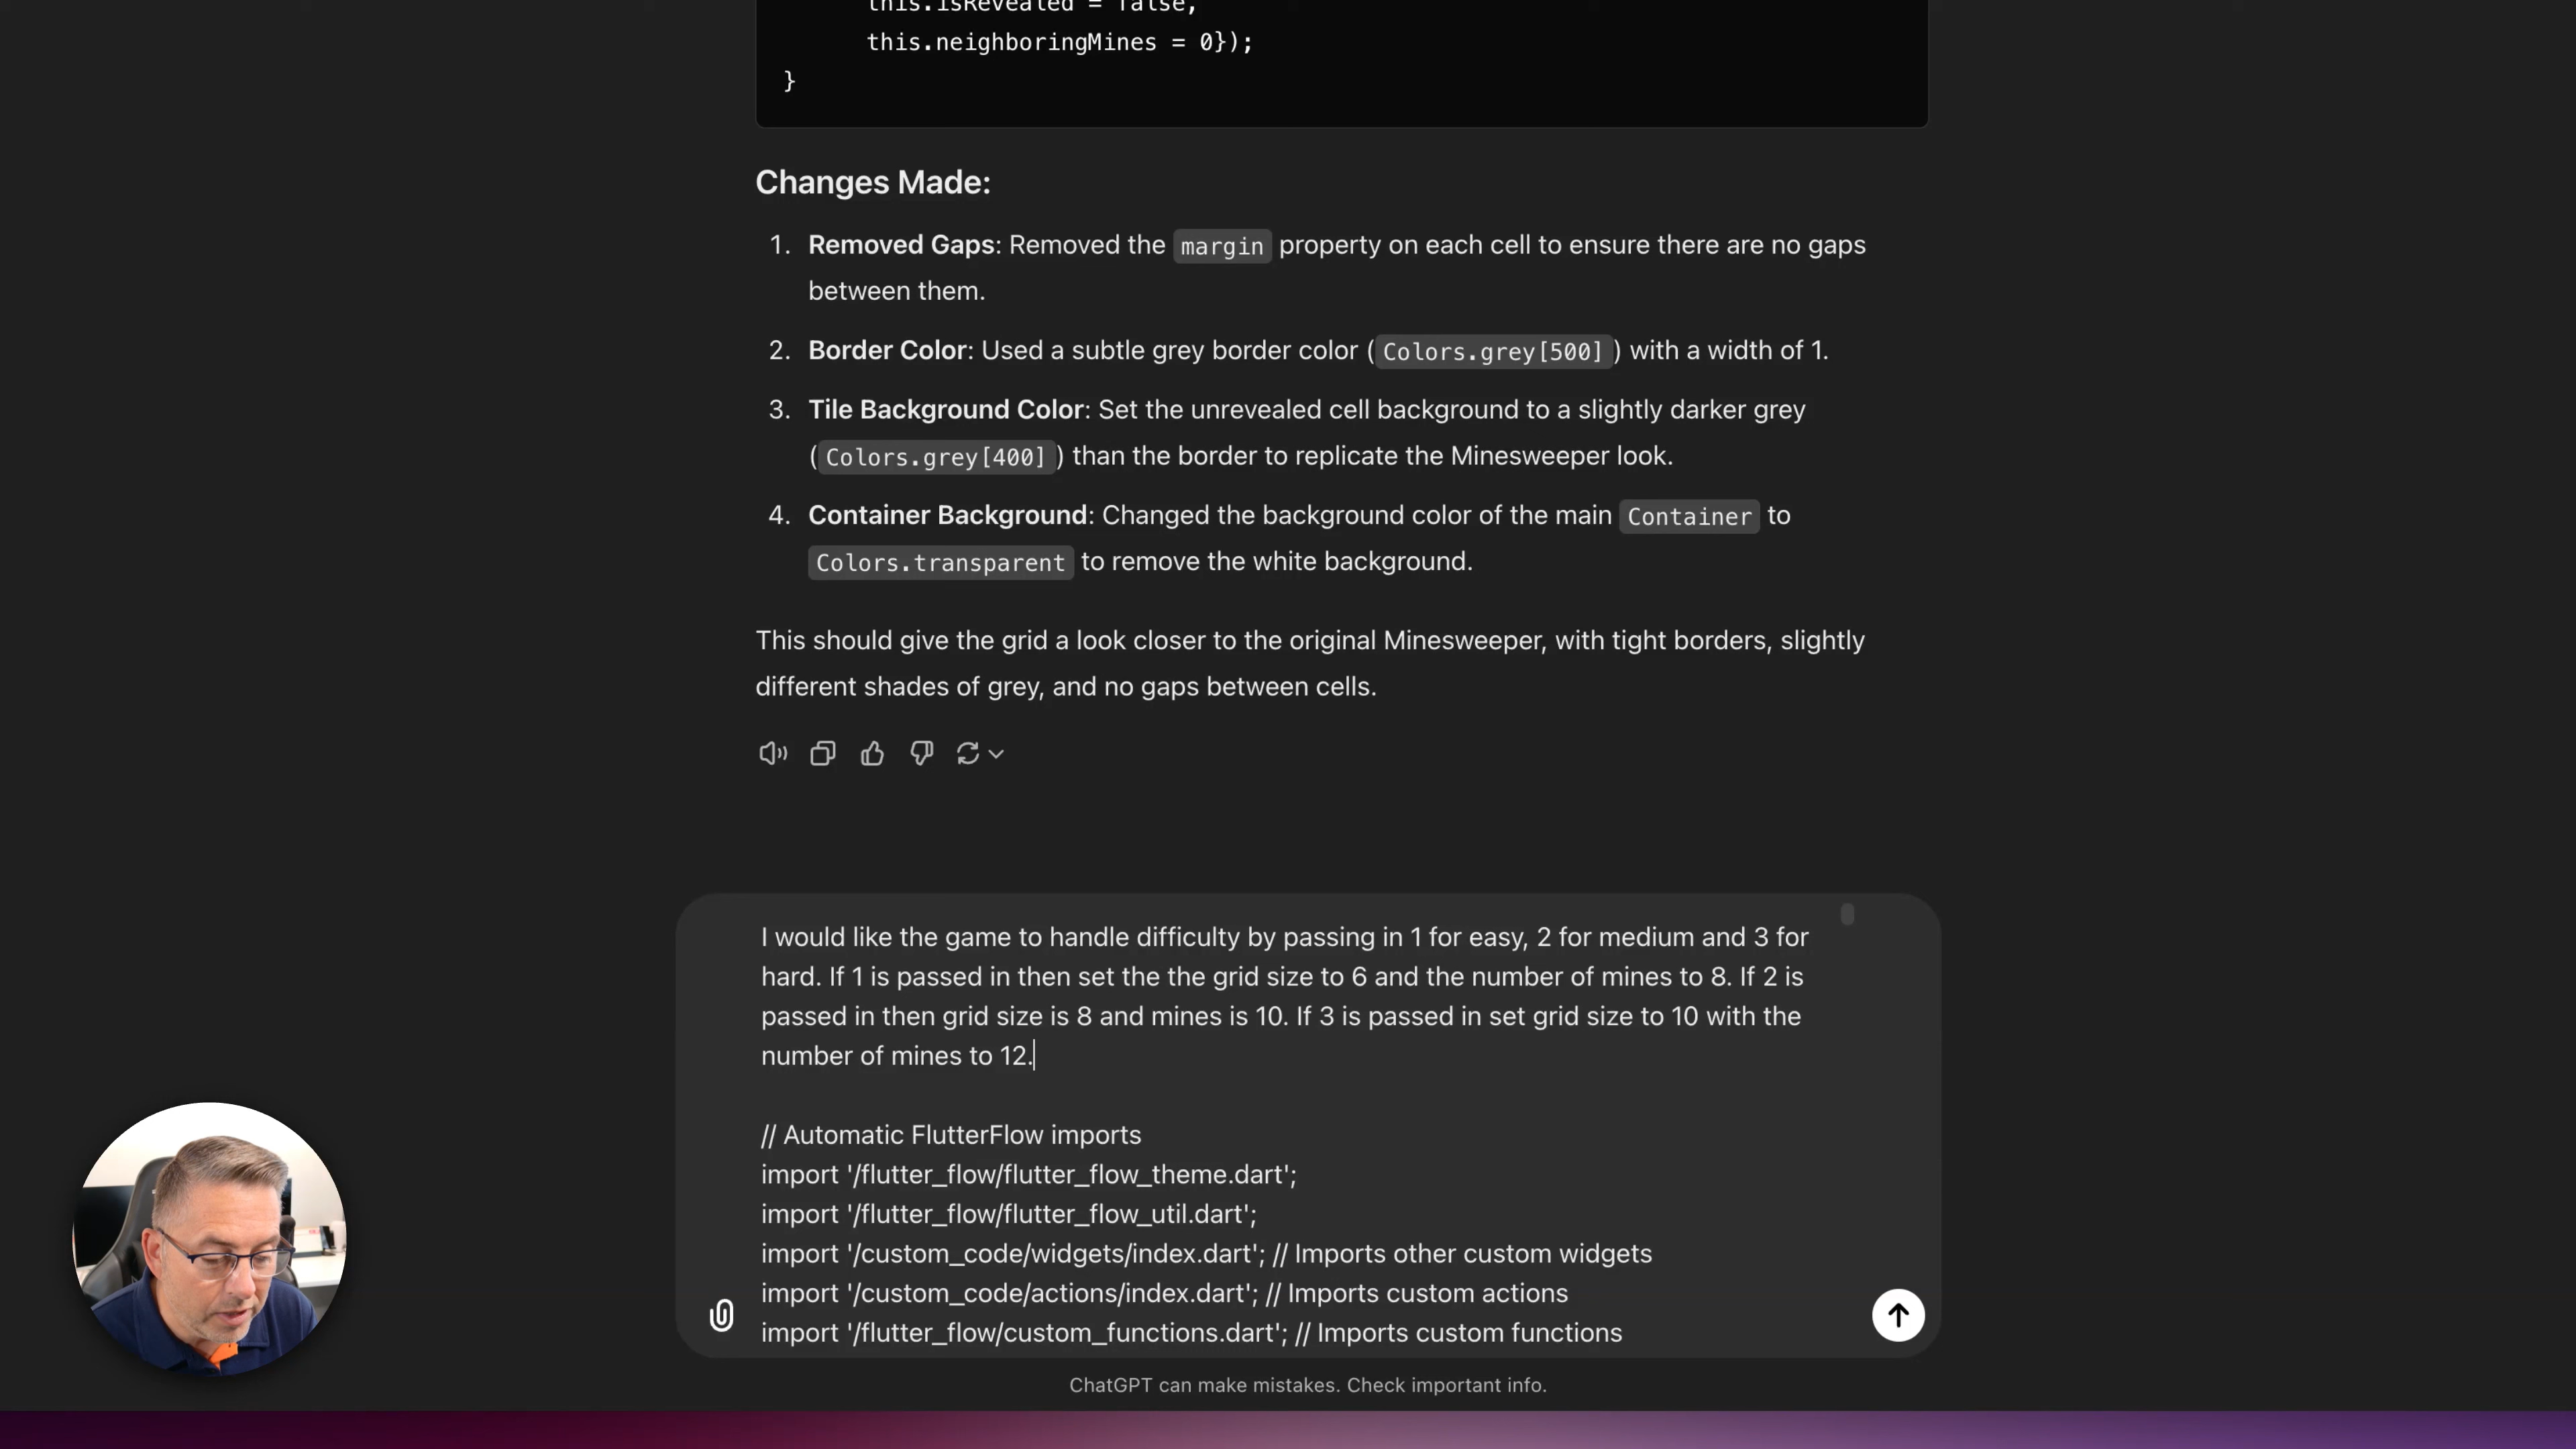 this.isRevealed = false,
this.neighboringMines = 0});
}
Changes Made:
1. Removed Gaps: Removed the margin property on each cell to ensure there are no gaps
between them.
2. Border Color: Used a subtle grey border color (Colors.grey[500]) with a width of 1.
3. Tile Background Color: Set the unrevealed cell background to a slightly darker grey
(Colors.grey[400]) than the border to replicate the Minesweeper look.
4. Container Background: Changed the background color of the main Container to
Colors.transparent to remove the white background.
This should give the grid a look closer to the original Minesweeper, with tight borders, slightly
different shades of grey, and no gaps between cells.
I would like the game to handle difficulty by passing in 1 for easy, 2 for medium and 3 for
hard. If 1 is passed in then set the the grid size to 6 and the number of mines to 8. If 2 is
passed in then grid size is 8 and mines is 10. If 3 is passed in set grid size to 10 with the
number of mines to 12.
// Automatic FlutterFlow imports
import '/flutter_flow/flutter_flow_theme.dart';
import '/flutter_flow/flutter_flow_util.dart';
import '/custom_code/widgets/index.dart'; // Imports other custom widgets
import '/custom_code/actions/index.dart'; // Imports custom actions
import '/flutter_flow/custom_functions.dart'; // Imports custom functions
ChatGPT can make mistakes. Check important info.